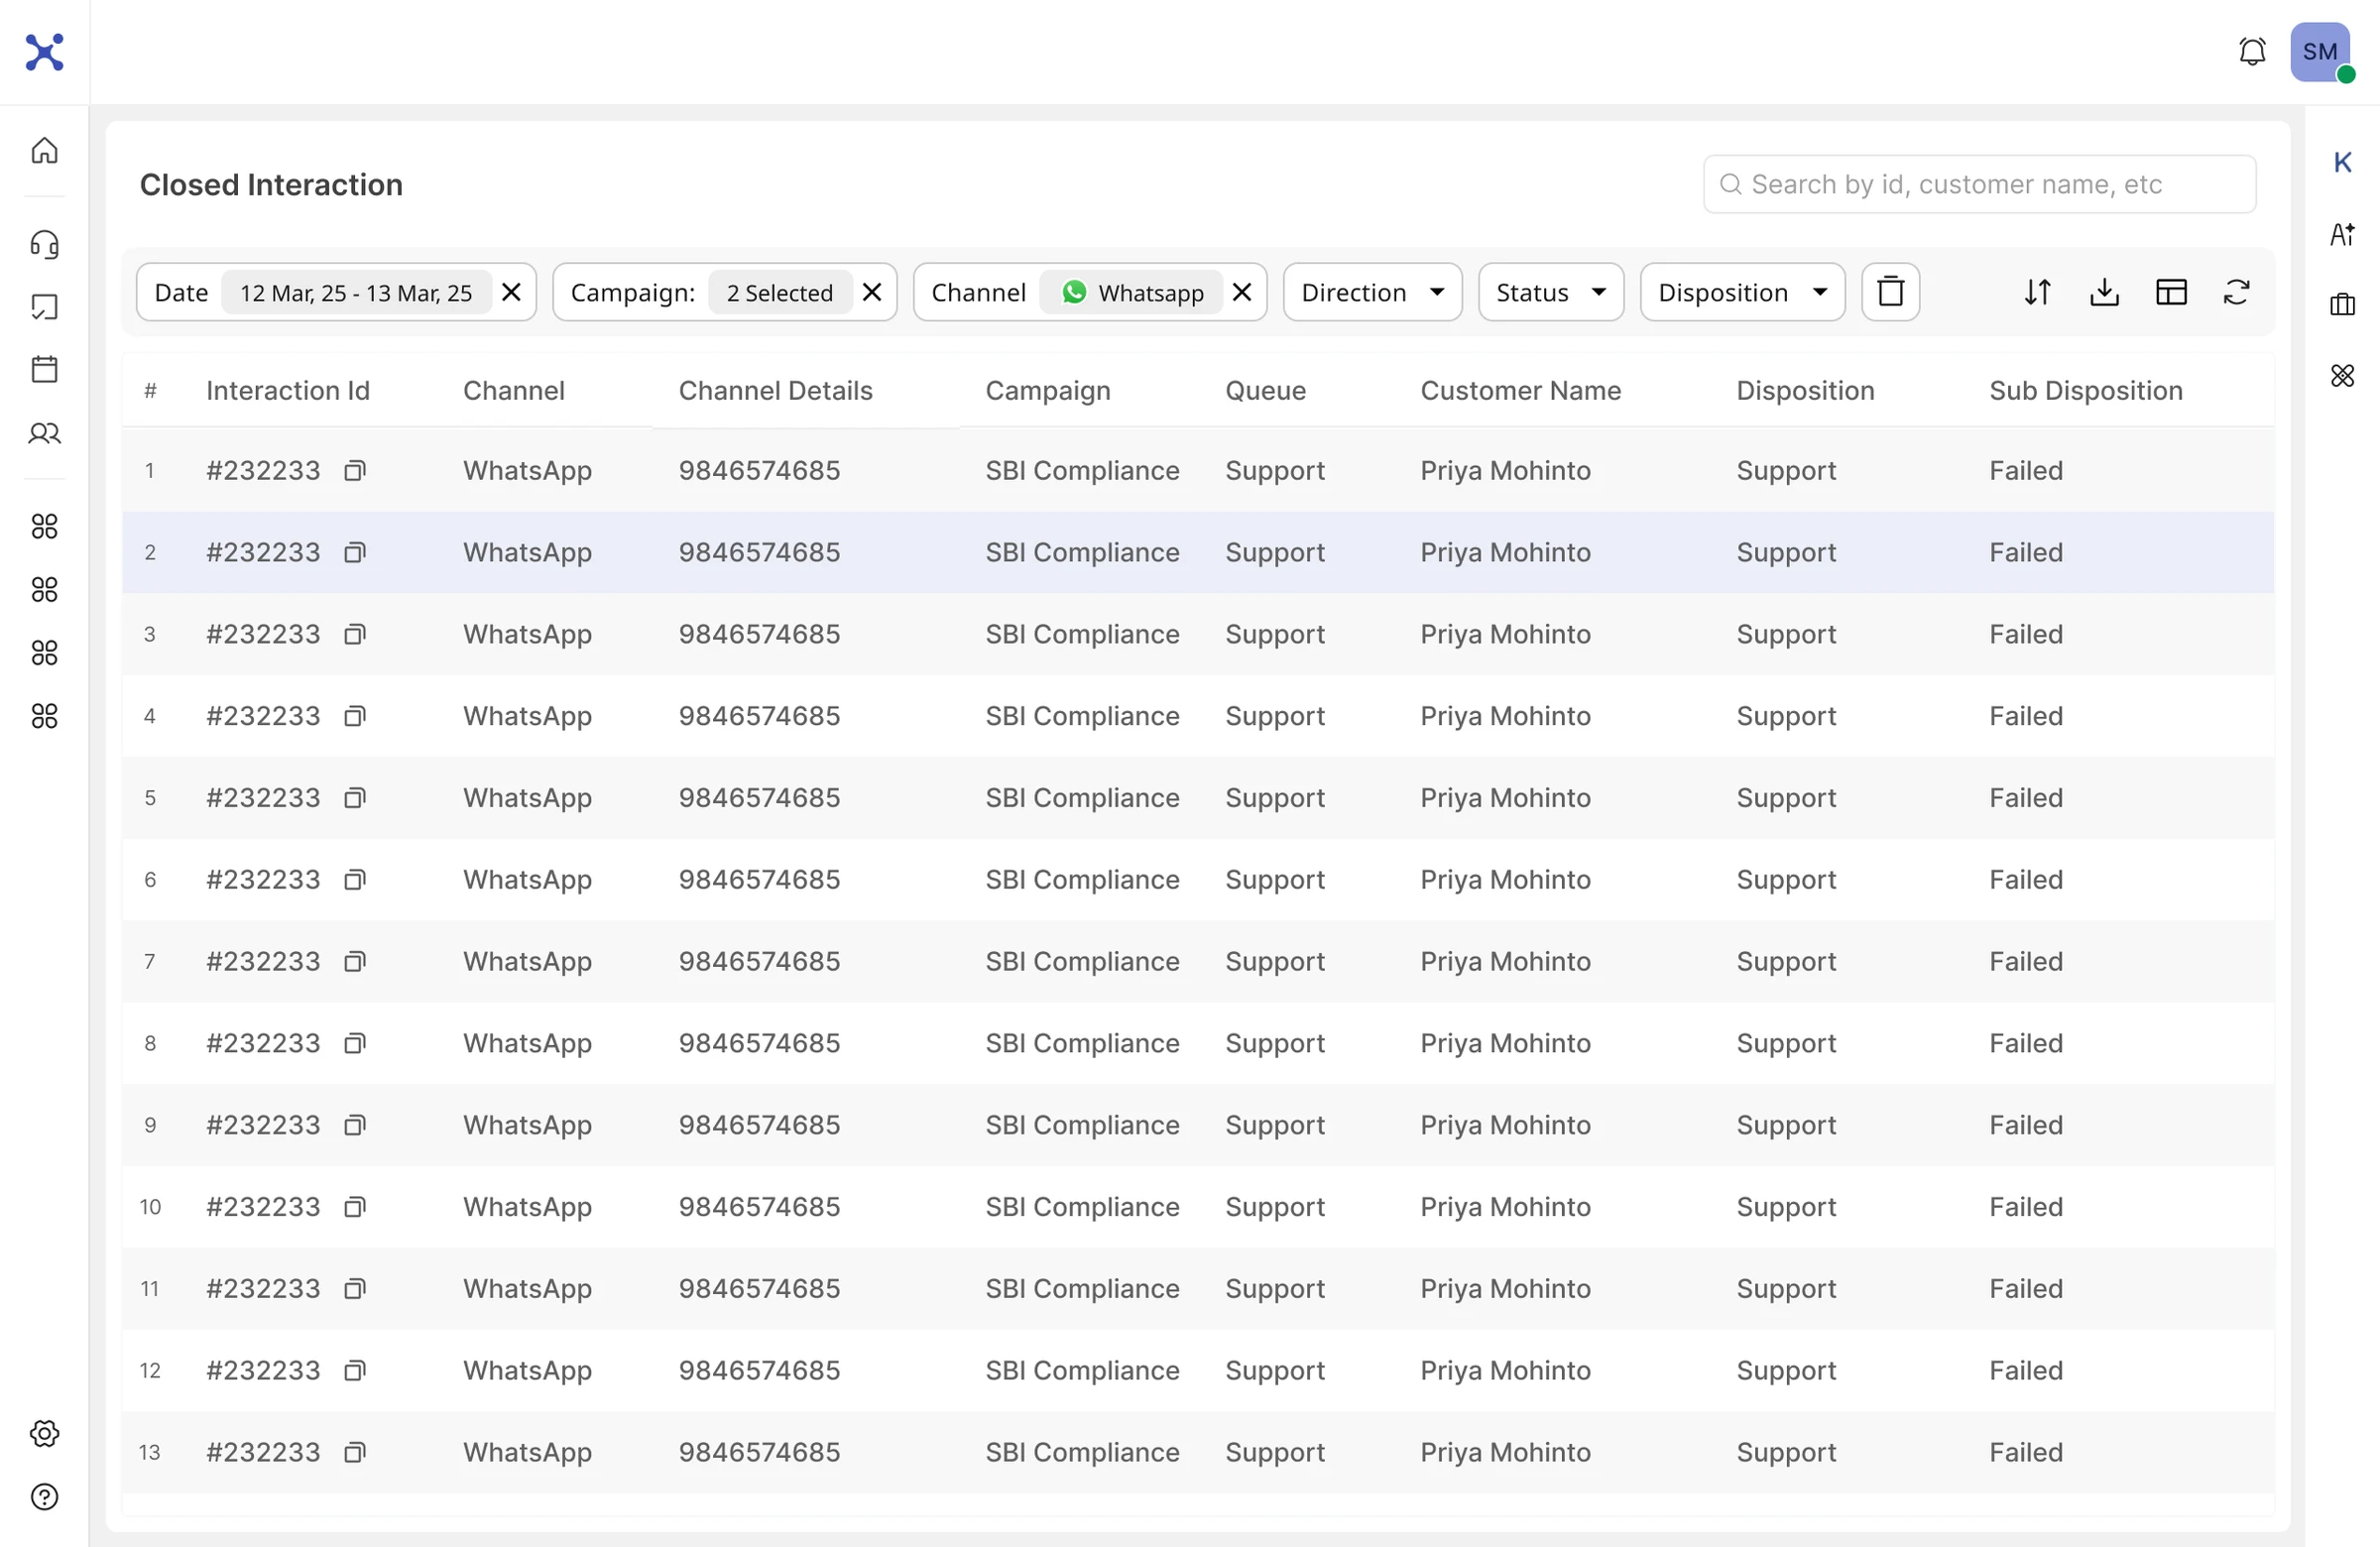 SM
Closed Interaction
Search by id, customer name, etc
K
Ai
Date 12 Mar, 25 - 13 Mar, 25 Campaign: 2 Selected Channel Whatsapp Direction Status Disposition
# Interaction Id Channel Channel Details Campaign Queue Customer Name Disposition Sub Disposition
1 #232233 WhatsApp 9846574685 SBI Compliance Support Priya Mohinto Support Failed
2 #232233 WhatsApp 9846574685 SBI Compliance Support Priya Mohinto Support Failed
3 #232233 WhatsApp 9846574685 SBI Compliance Support Priya Mohinto Support Failed
4 #232233 WhatsApp 9846574685 SBI Compliance Support Priya Mohinto Support Failed
5 #232233 WhatsApp 9846574685 SBI Compliance Support Priya Mohinto Support Failed
6 #232233 WhatsApp 9846574685 SBI Compliance Support Priya Mohinto Support Failed
7 #232233 WhatsApp 9846574685 SBI Compliance Support Priya Mohinto Support Failed
8 #232233 WhatsApp 9846574685 SBI Compliance Support Priya Mohinto Support Failed
9 #232233 WhatsApp 9846574685 SBI Compliance Support Priya Mohinto Support Failed
10 #232233 WhatsApp 9846574685 SBI Compliance Support Priya Mohinto Support Failed
11 #232233 WhatsApp 9846574685 SBI Compliance Support Priya Mohinto Support Failed
12 #232233 WhatsApp 9846574685 SBI Compliance Support Priya Mohinto Support Failed
13 #232233 WhatsApp 9846574685 SBI Compliance Support Priya Mohinto Support Failed